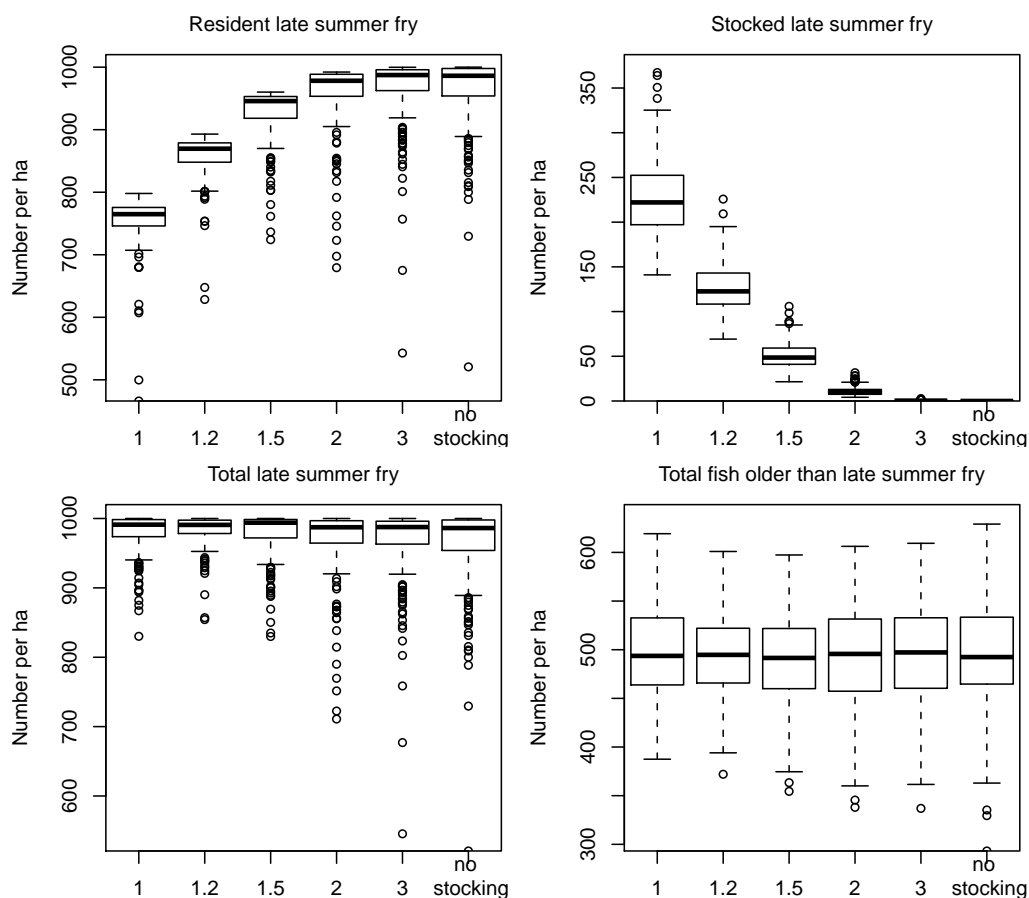 Resident late summer fry
Number per ha
1000
900
800
700
600
500
1
1.2
1.5
2
3
no
stocking
Stocked late summer fry
Number per ha
350
250
150
50
0
1
1.2
1.5
2
3
no
stocking
Total late summer fry
Number per ha
1000
900
800
700
600
1
1.2
1.5
2
3
no
stocking
Total fish older than late summer fry
Number per ha
600
500
400
300
1
1.2
1.5
2
3
no
stocking